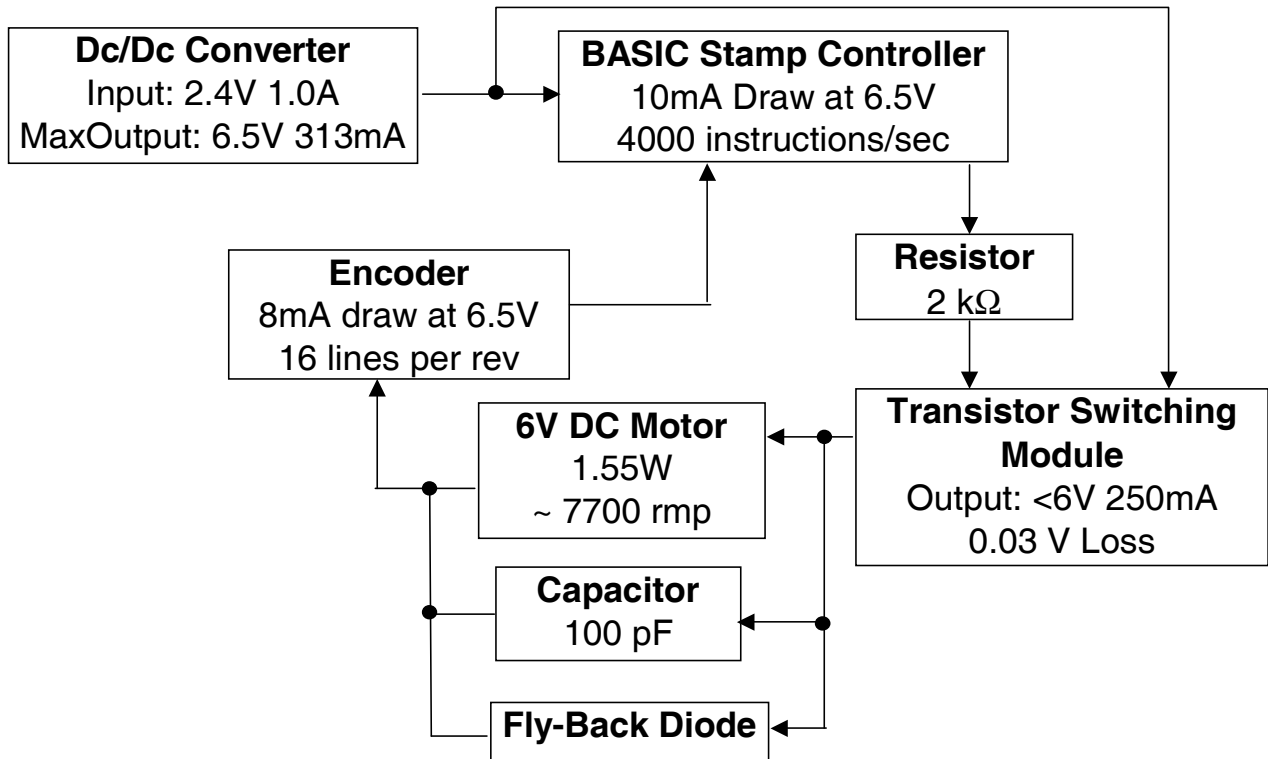 Dc/Dc Converter
Input: 2.4V 1.0A
MaxOutput: 6.5V 313mA
BASIC Stamp Controller
10mA Draw at 6.5V
4000 instructions/sec
Encoder
8mA draw at 6.5V
16 lines per rev
Resistor
2 kΩ
6V DC Motor
1.55W
~ 7700 rmp
Transistor Switching
Module
Output: <6V 250mA
0.03 V Loss
Capacitor
100 pF
Fly-Back Diode